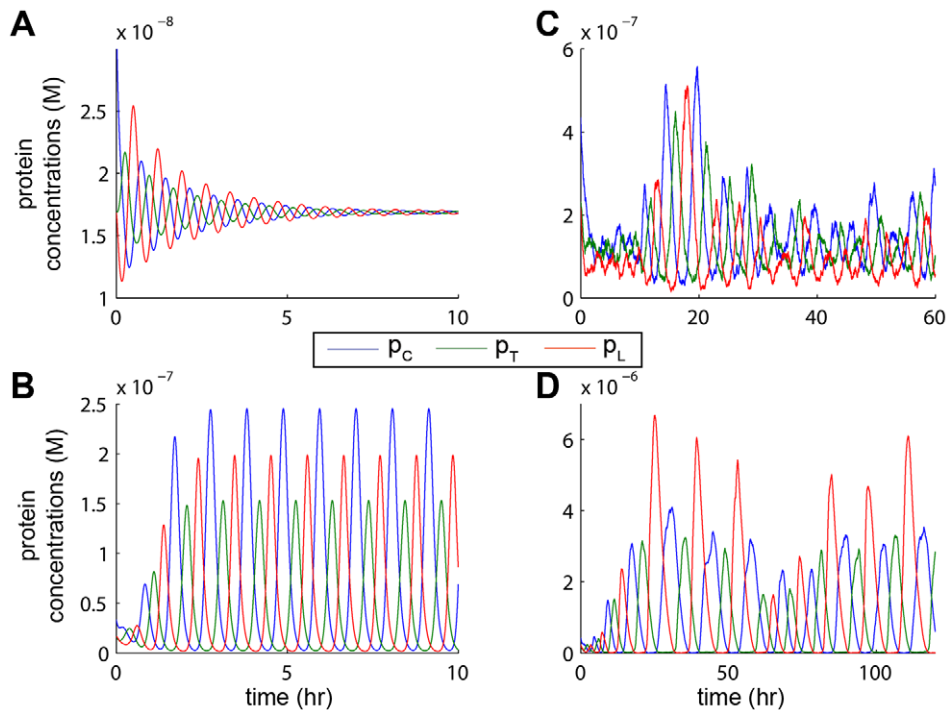 A
x 10⁻⁸
2.5
2
1.5
1
0
5
10
protein
concentrations (M)
C
x 10⁻⁷
6
4
2
0
0
20
40
60
p_C p_T p_L
B
x 10⁻⁷
2.5
2
1.5
1
0.5
0
0
5
10
protein
concentrations (M)
time (hr)
D
x 10⁻⁶
6
4
2
0
0
50
100
time (hr)